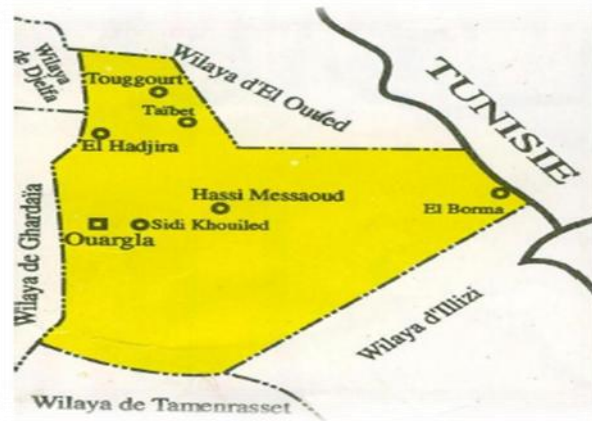 Wilaya
de Djelfa
Touggourt
Wilaya d'El Oued
TUNISIE
Taïbet
El Hadjira
Hassi Messaoud
El Borma
Wilaya de Ghardaïa
Ouargla
Sidi Khouiled
Wilaya d'Illizi
Wilaya de Tamenrasset